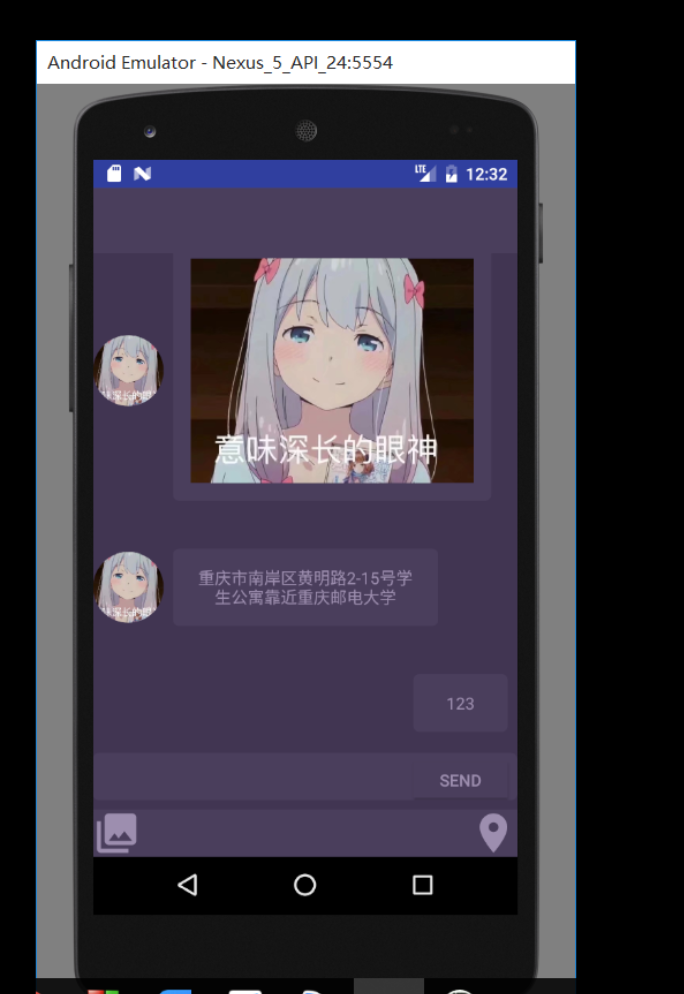 Android Emulator - Nexus_5_API_24:5554
LTE 12:32
意味深长的眼神
重庆市南岸区黄明路2-15号学
生公寓靠近重庆邮电大学
123
SEND